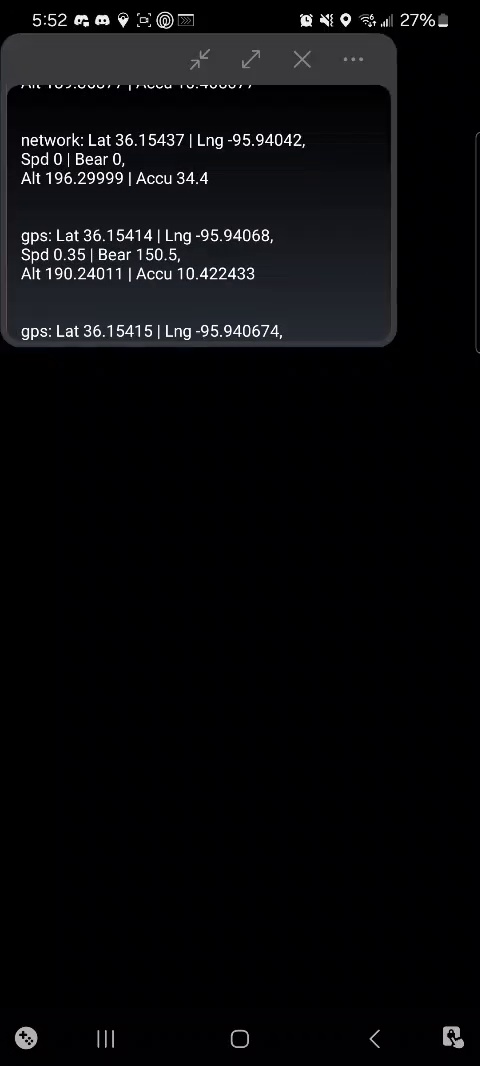 5:52
27%
network: Lat 36.15437 | Lng -95.94042,
Spd 0 | Bear 0,
Alt 196.29999 | Accu 34.4
gps: Lat 36.15414 | Lng -95.94068,
Spd 0.35 | Bear 150.5,
Alt 190.24011 | Accu 10.422433
gps: Lat 36.15415 | Lng -95.940674,